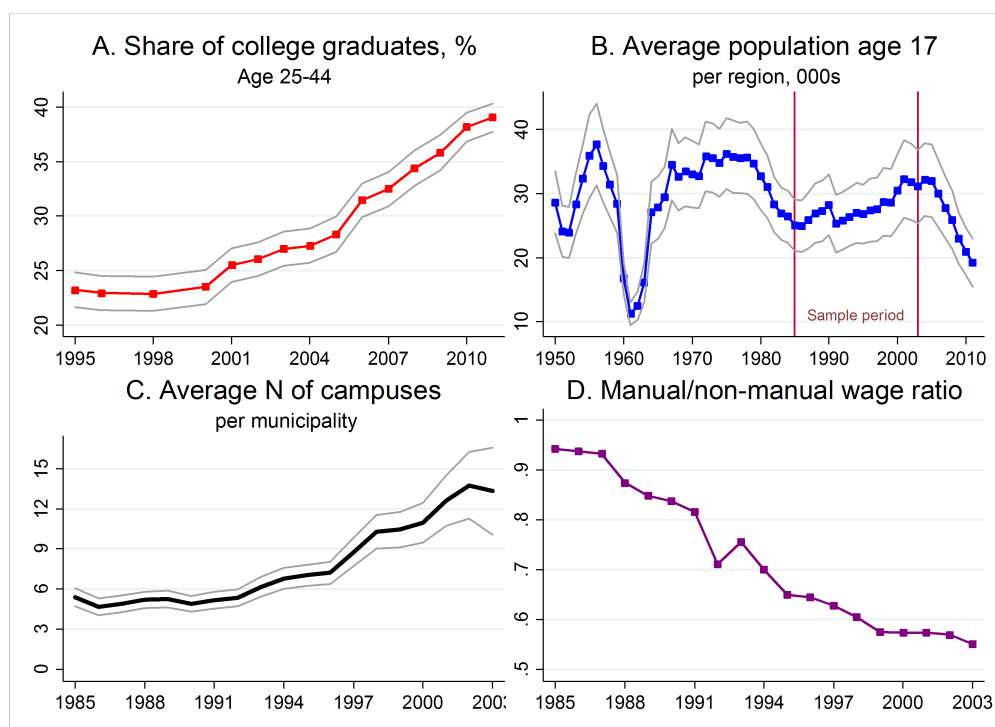 A. Share of college graduates, %
Age 25-44
40
35
30
25
20
1995 1998 2001 2004 2007 2010
B. Average population age 17
per region, 000s
40
30
20
10
Sample period
1950 1960 1970 1980 1990 2000 2010
C. Average N of campuses
per municipality
15
12
9
6
3
0
1985 1988 1991 1994 1997 2000 2003
D. Manual/non-manual wage ratio
1
.9
.8
.7
.6
.5
1985 1988 1991 1994 1997 2000 2003